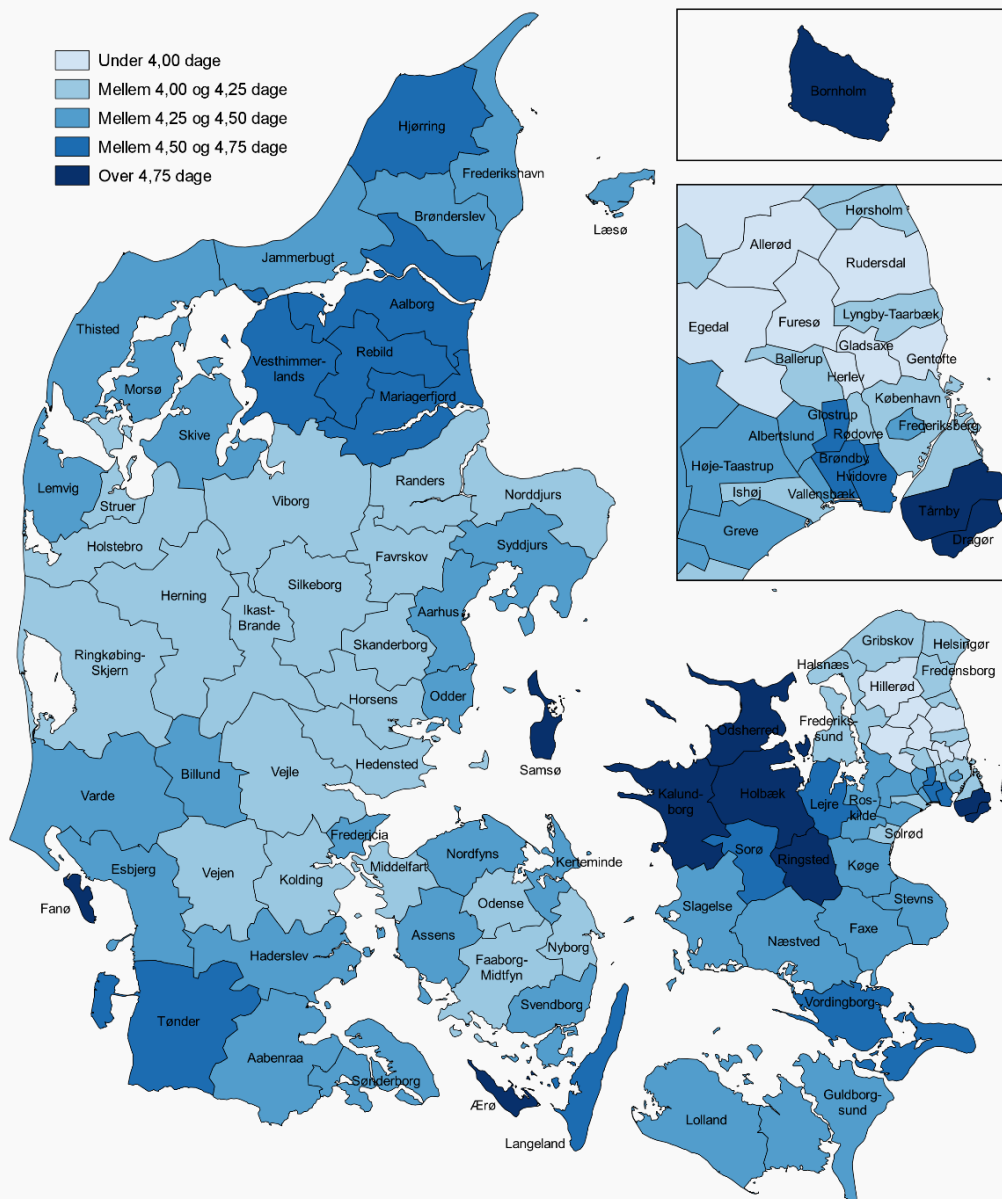 Under 4,00 dage
Mellem 4,00 og 4,25 dage
Mellem 4,25 og 4,50 dage
Mellem 4,50 og 4,75 dage
Over 4,75 dage
Bornholm
Hjørring
Frederikshavn
Brønderslev
Læsø
Jammerbugt
Aalborg
Thisted
Rebild
Vesthimmer-
lands
Morsø
Mariagerfjord
Skive
Lemvig
Struer
Viborg
Randers
Norddjurs
Holstebro
Favrskov
Syddjurs
Herning
Silkeborg
Ikast-
Brande
Aarhus
Skanderborg
Ringkøbing-
Skjern
Horsens
Odder
Hedensted
Samsø
Billund
Vejle
Varde
Fredericia
Esbjerg
Vejen
Kolding
Middelfart
Nordfyns
Kerteminde
Fanø
Odense
Assens
Nyborg
Haderslev
Faaborg-
Midtfyn
Svendborg
Tønder
Aabenraa
Sønderborg
Ærø
Langeland
Hørsholm
Allerød
Rudersdal
Egedal
Furesø
Lyngby-Taarbæk
Gladsaxe
Ballerup
Gentofte
Herlev
København
Glostrup
Frederiksberg
Albertslund
Rødovre
Høje-Taastrup
Brøndby
Hvidovre
Ishøj
Vallensbæk
Tårnby
Greve
Dragør
Gribskov
Helsingør
Halsnæs
Fredensborg
Hillerød
Frederiks-
sund
Odsherred
Kalund-
borg
Holbæk
Lejre
Ros-
kilde
Solrød
Sorø
Ringsted
Køge
Slagelse
Stevns
Næstved
Faxe
Vordingborg
Guldborg-
sund
Lolland